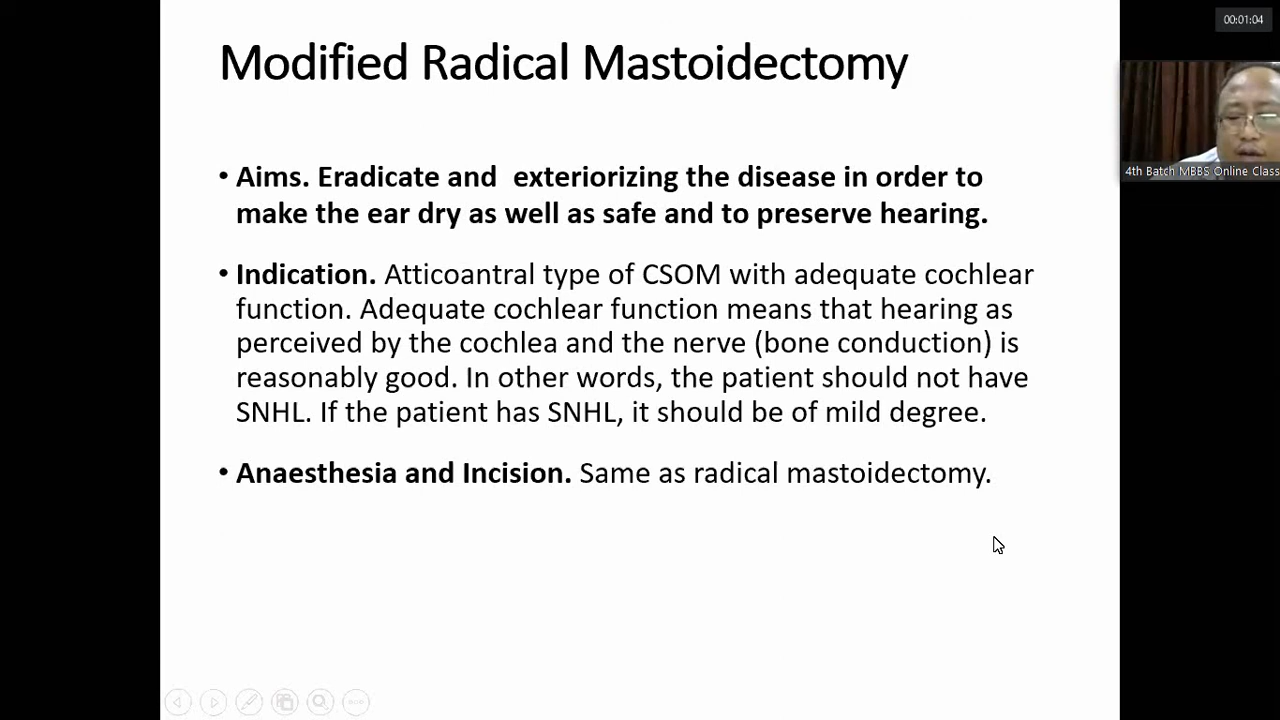 00:01:04
Modified Radical Mastoidectomy
• Aims. Eradicate and  exteriorizing the disease in order to
make the ear dry as well as safe and to preserve hearing.
• Indication. Atticoantral type of CSOM with adequate cochlear
function. Adequate cochlear function means that hearing as
perceived by the cochlea and the nerve (bone conduction) is
reasonably good. In other words, the patient should not have
SNHL. If the patient has SNHL, it should be of mild degree.
• Anaesthesia and Incision. Same as radical mastoidectomy.
4th Batch MBBS Online Class